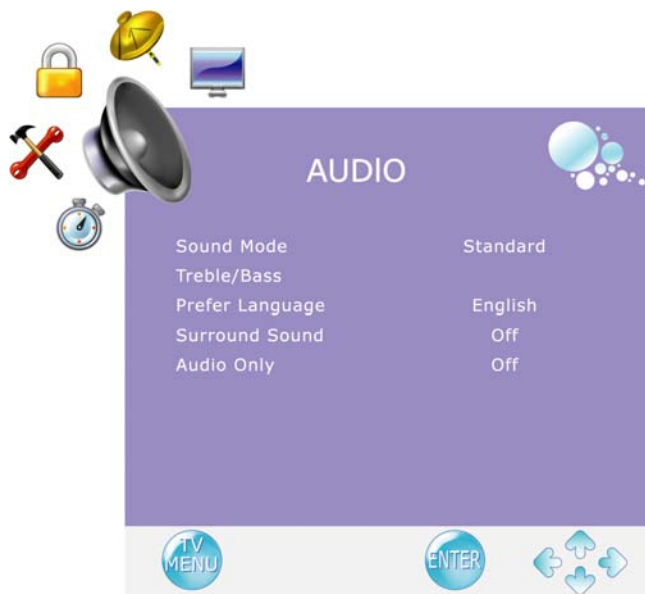 AUDIO
Sound Mode Standard
Treble/Bass
Prefer Language English
Surround Sound Off
Audio Only Off
TV
MENU
ENTER